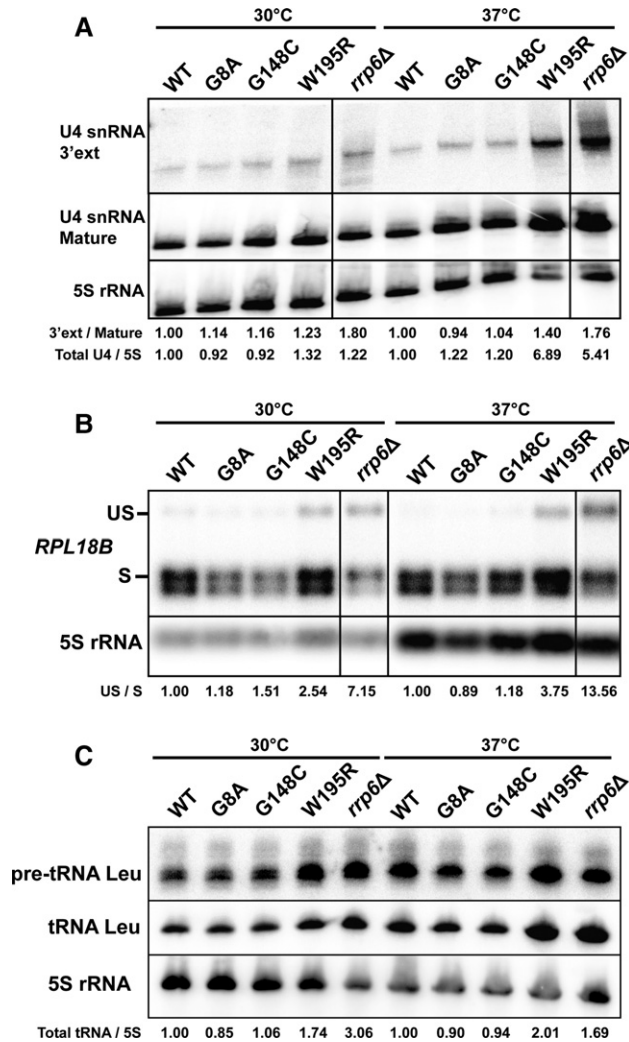 A
30°C 37°C
WT G8A G148C W195R rrp6Δ WT G8A G148C W195R rrp6Δ
U4 snRNA
3'ext
U4 snRNA
Mature
5S rRNA
3'ext / Mature 1.00 1.14 1.16 1.23 1.80 1.00 0.94 1.04 1.40 1.76
Total U4 / 5S 1.00 0.92 0.92 1.32 1.22 1.00 1.22 1.20 6.89 5.41
B
30°C 37°C
WT G8A G148C W195R rrp6Δ WT G8A G148C W195R rrp6Δ
US
RPL18B
S
5S rRNA
US / S 1.00 1.18 1.51 2.54 7.15 1.00 0.89 1.18 3.75 13.56
C
30°C 37°C
WT G8A G148C W195R rrp6Δ WT G8A G148C W195R rrp6Δ
pre-tRNA Leu
tRNA Leu
5S rRNA
Total tRNA / 5S 1.00 0.85 1.06 1.74 3.06 1.00 0.90 0.94 2.01 1.69